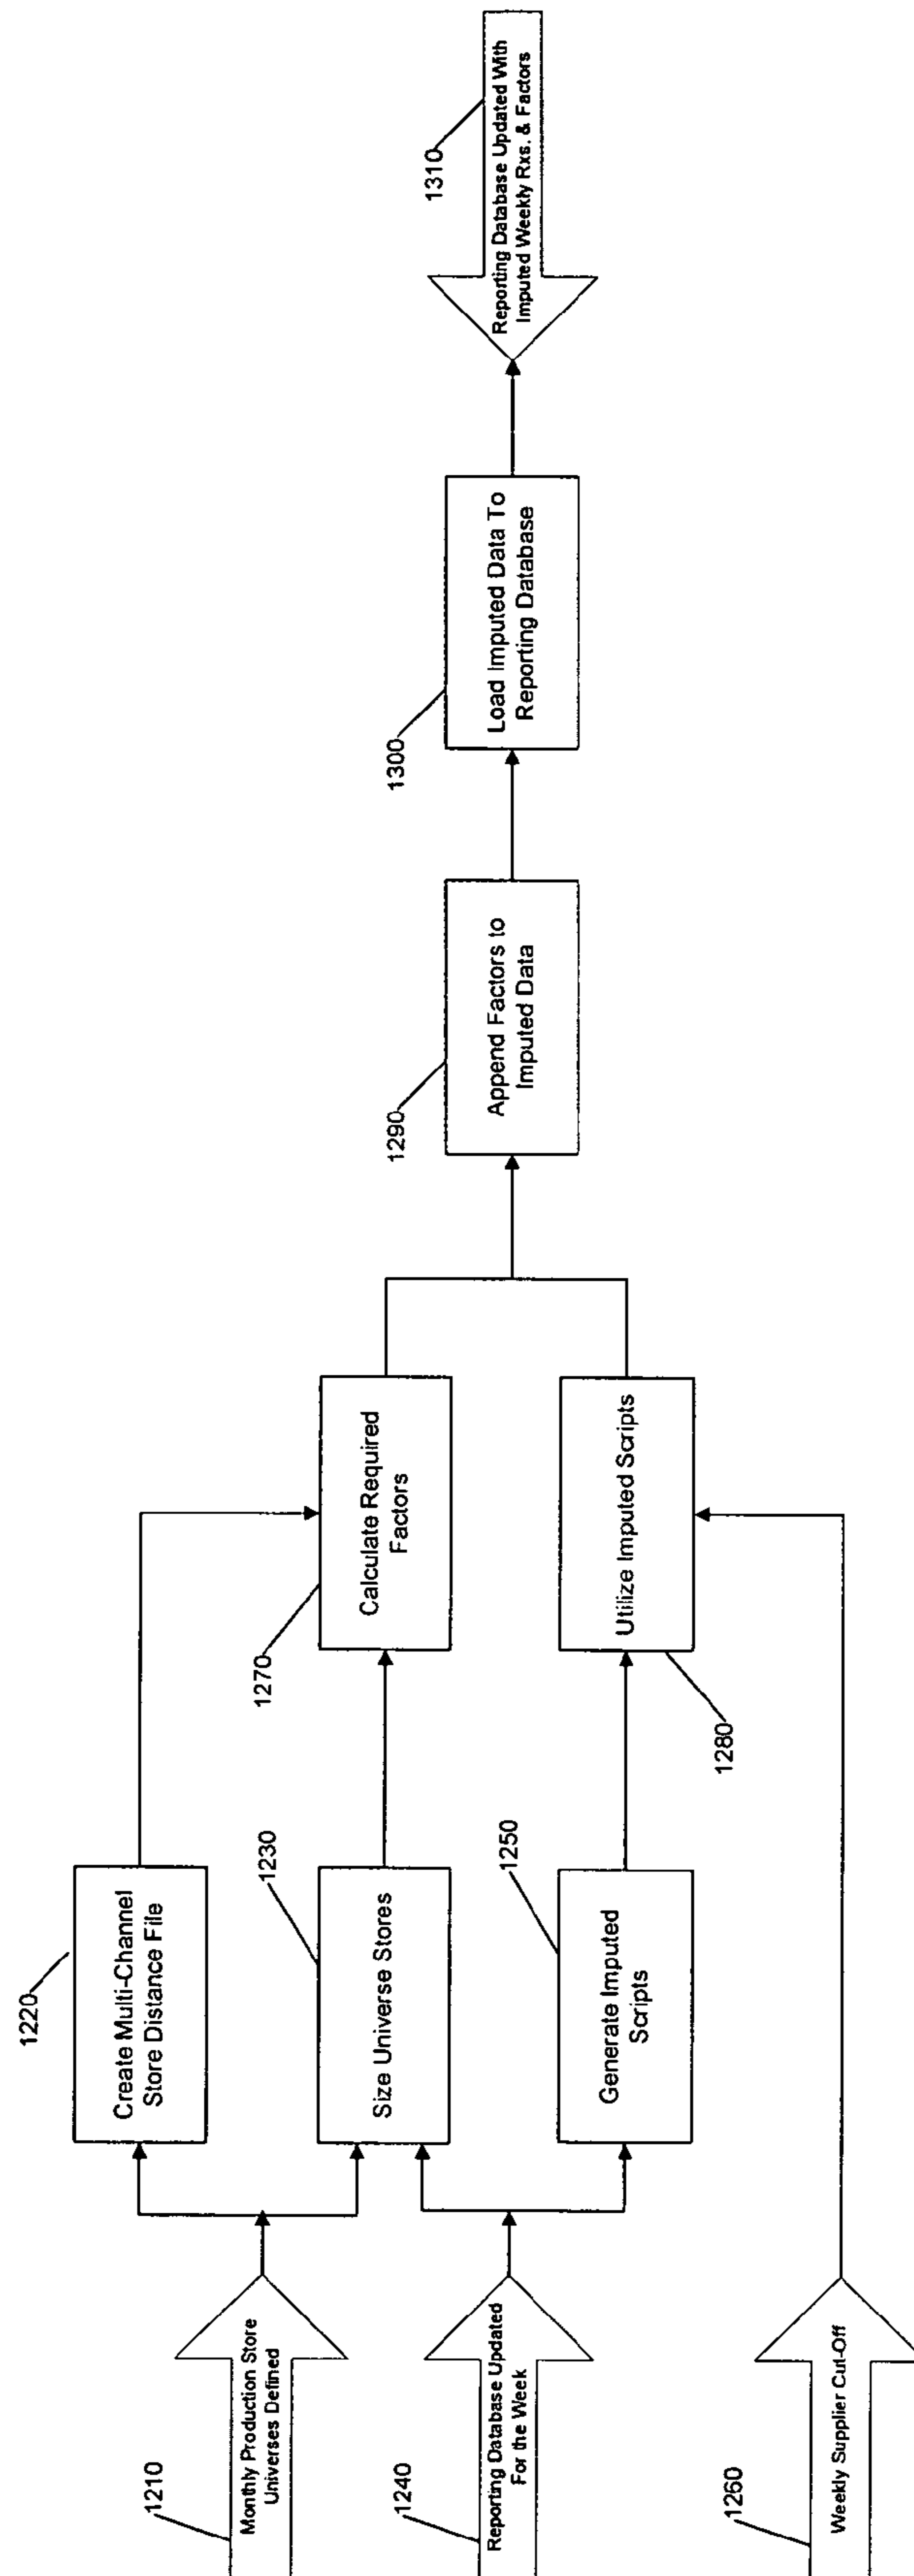 1210
Monthly Production Store
Universes Defined
1220
Create Multi-Channel
Store Distance File
1230
Size Universe Stores
1240
Reporting Database Updated
For the Week
1250
Generate Imputed
Scripts
1260
Weekly Supplier Cut-Off
1270
Calculate Required
Factors
1280
Utilize Imputed Scripts
1290
Append Factors to
Imputed Data
1300
Load Imputed Data To
Reporting Database
1310
Reporting Database Updated With
Imputed Weekly Rxs. & Factors